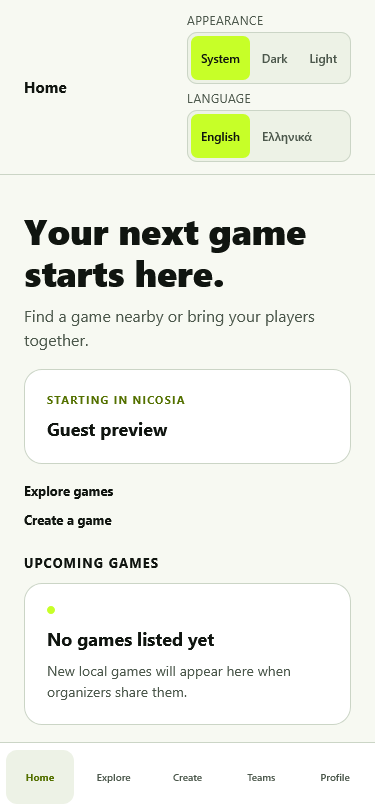 APPEARANCE
System Dark Light
Home
LANGUAGE
English Ελληνικά
Your next game
starts here.
Find a game nearby or bring your players
together.
STARTING IN NICOSIA
Guest preview
Explore games
Create a game
UPCOMING GAMES
No games listed yet
New local games will appear here when
organizers share them.
Home Explore Create Teams Profile